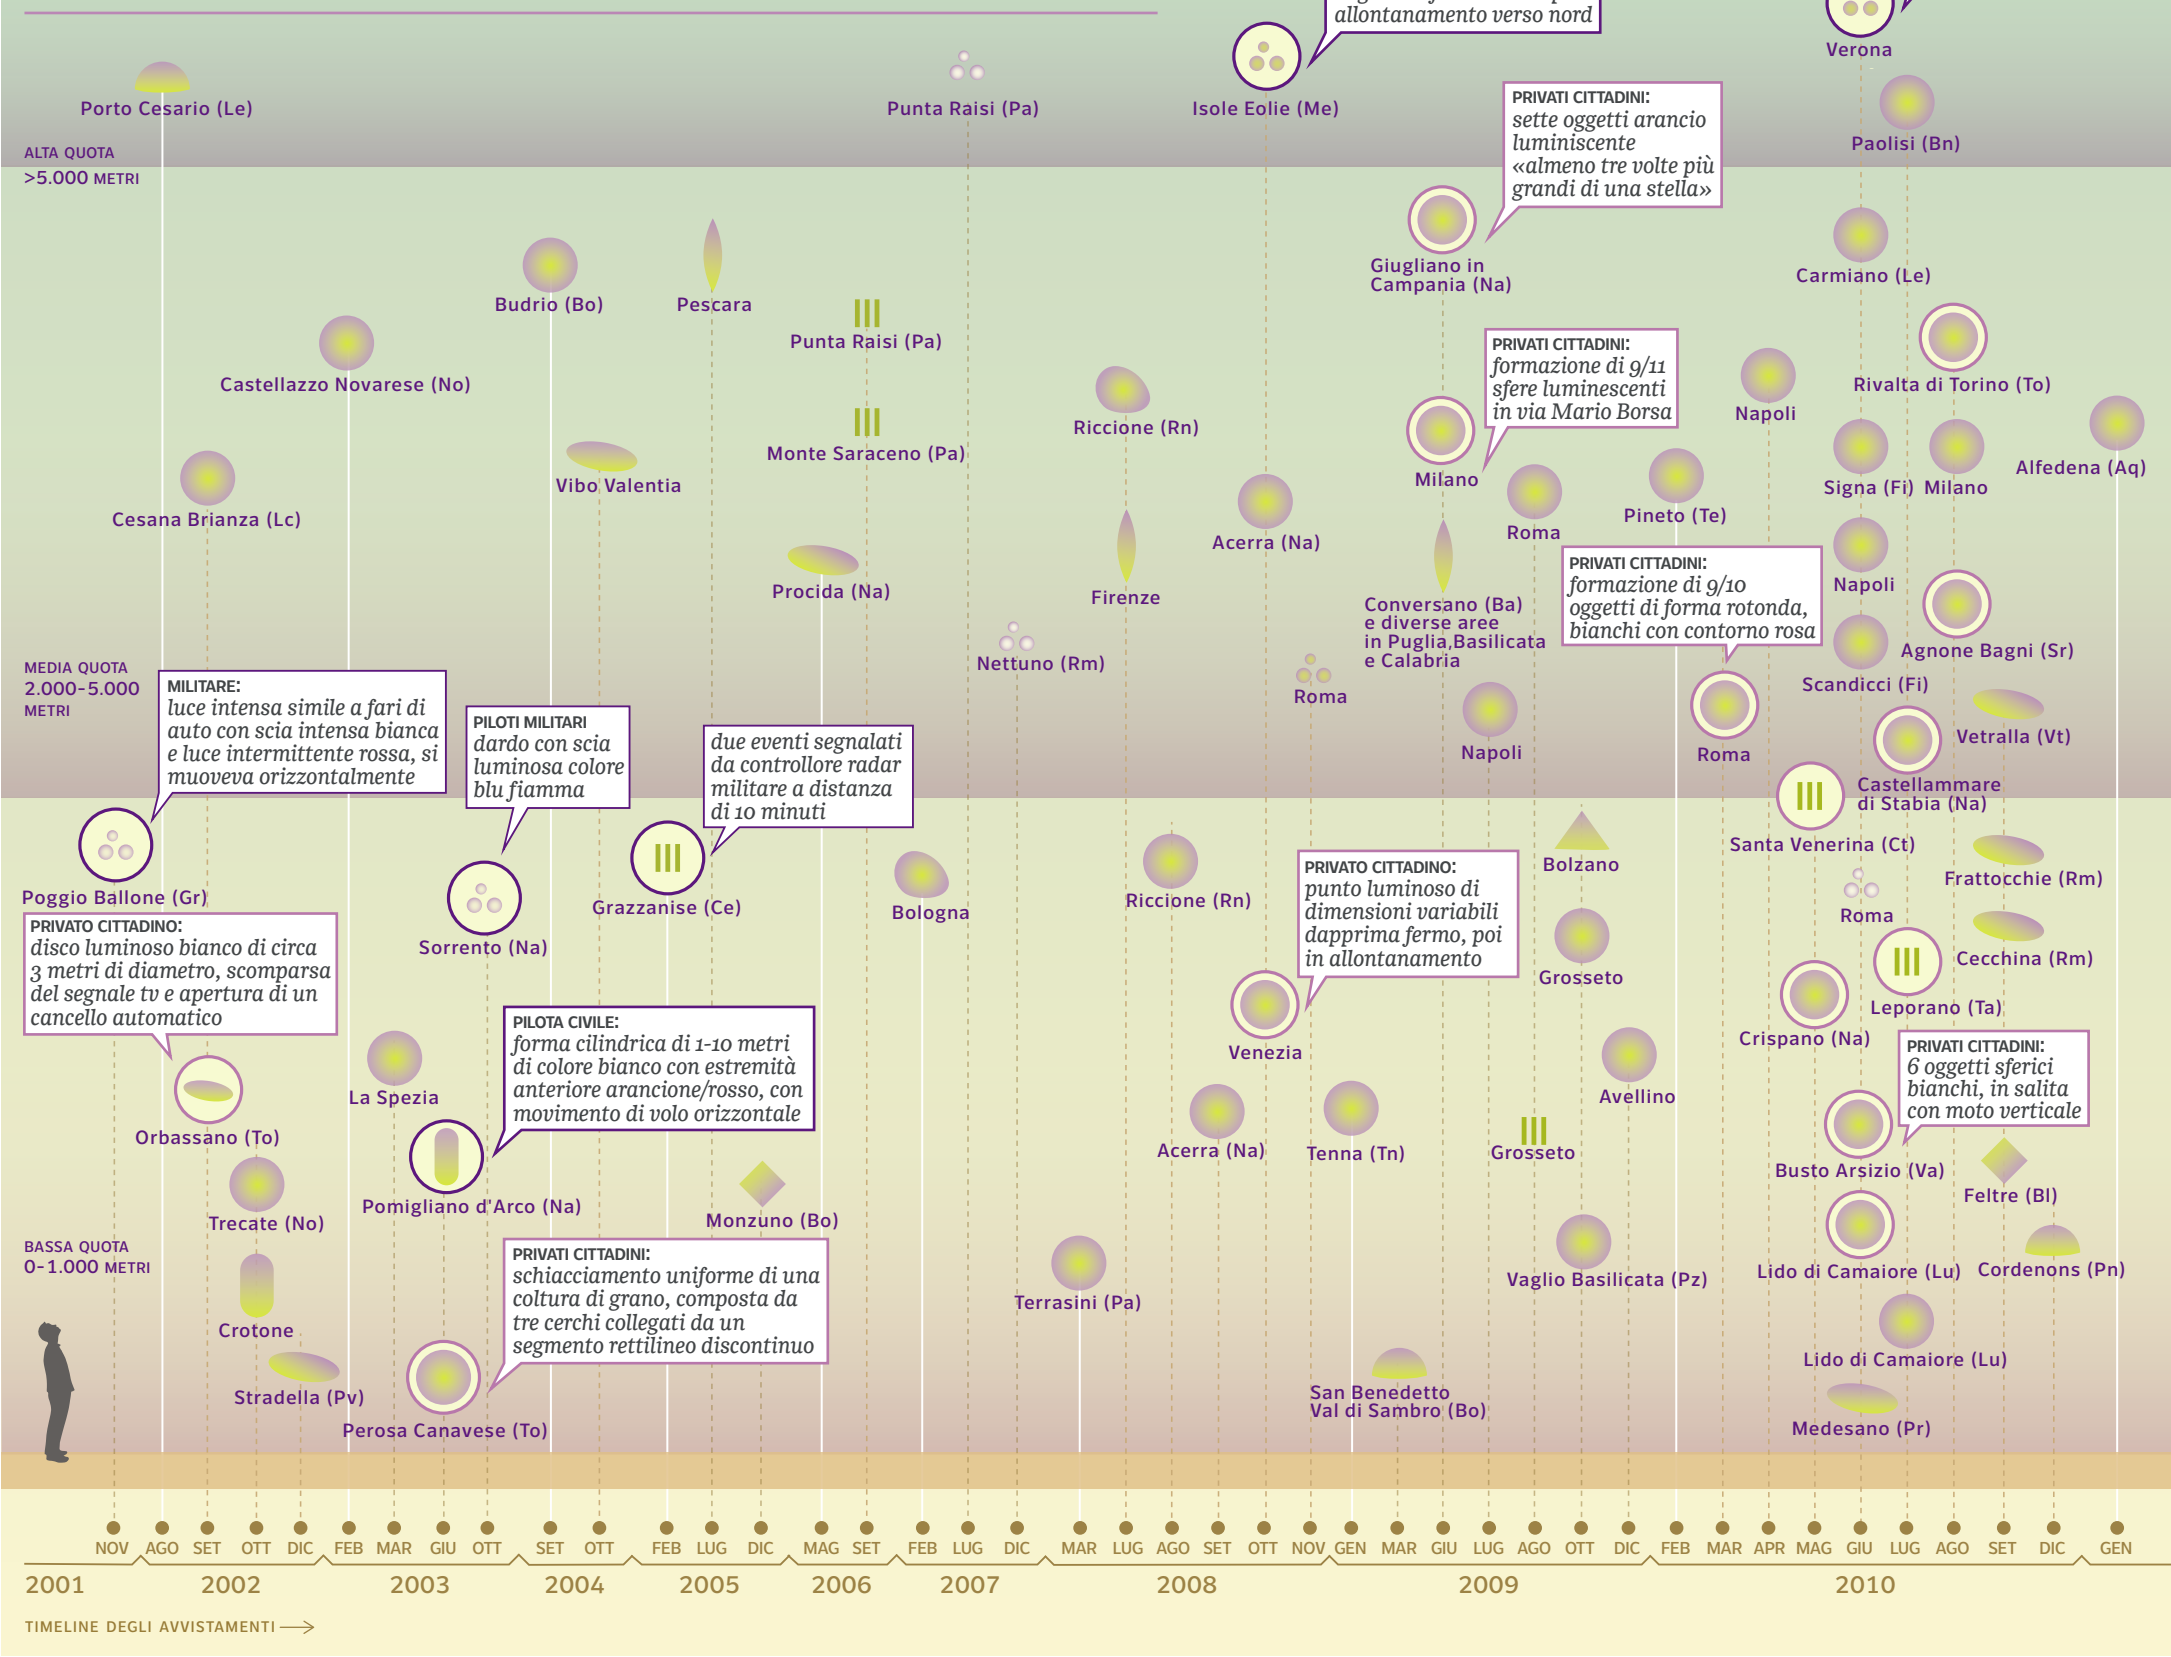 allontanamento verso nord
Verona
Porto Cesario (Le)
Punta Raisi (Pa)
Isole Eolie (Me)
PRIVATI CITTADINI:
sette oggetti arancio
luminiscente
«almeno tre volte più
grandi di una stella»
Paolisi (Bn)
ALTA QUOTA
>5.000 METRI
Giugliano in
Campania (Na)
Carmiano (Le)
Budrio (Bo)
Pescara
Punta Raisi (Pa)
Castellazzo Novarese (No)
PRIVATI CITTADINI:
formazione di 9/11
sfere luminescenti
in via Mario Borsa
Rivalta di Torino (To)
Napoli
Riccione (Rn)
Monte Saraceno (Pa)
Milano
Vibo Valentia
Signa (Fi)
Milano
Alfedena (Aq)
Cesana Brianza (Lc)
Acerra (Na)
Roma
Pineto (Te)
PRIVATI CITTADINI:
formazione di 9/10
oggetti di forma rotonda,
bianchi con contorno rosa
Procida (Na)
Firenze
Napoli
Conversano (Ba)
e diverse aree
in Puglia,Basilicata
e Calabria
Nettuno (Rm)
Agnone Bagni (Sr)
Scandicci (Fi)
Roma
MEDIA QUOTA
2.000-5.000
METRI
MILITARE:
luce intensa simile a fari di
auto con scia intensa bianca
e luce intermittente rossa, si
muoveva orizzontalmente
PILOTI MILITARI
dardo con scia
luminosa colore
blu fiamma
due eventi segnalati
da controllore radar
militare a distanza
di 10 minuti
Napoli
Roma
Vetralla (Vt)
Castellammare
di Stabia (Na)
Santa Venerina (Ct)
Bolzano
Frattocchie (Rm)
Poggio Ballone (Gr)
Sorrento (Na)
Grazzanise (Ce)
Bologna
Riccione (Rn)
PRIVATO CITTADINO:
punto luminoso di
dimensioni variabili
dapprima fermo, poi
in allontanamento
Roma
PRIVATO CITTADINO:
disco luminoso bianco di circa
3 metri di diametro, scomparsa
del segnale tv e apertura di un
cancello automatico
Grosseto
Cecchina (Rm)
Leporano (Ta)
Crispano (Na)
Venezia
PILOTA CIVILE:
forma cilindrica di 1-10 metri
di colore bianco con estremità
anteriore arancione/rosso, con
movimento di volo orizzontale
PRIVATI CITTADINI:
6 oggetti sferici
bianchi, in salita
con moto verticale
La Spezia
Avellino
Orbassano (To)
Acerra (Na)
Tenna (Tn)
Grosseto
Busto Arsizio (Va)
Feltre (Bl)
Pomigliano d'Arco (Na)
Trecate (No)
Monzuno (Bo)
BASSA QUOTA
0-1.000 METRI
PRIVATI CITTADINI:
schiacciamento uniforme di una
coltura di grano, composta da
tre cerchi collegati da un
segmento rettilineo discontinuo
Terrasini (Pa)
Vaglio Basilicata (Pz)
Lido di Camaiore (Lu)
Cordenons (Pn)
Crotone
Stradella (Pv)
Perosa Canavese (To)
San Benedetto
Val di Sambro (Bo)
Lido di Camaiore (Lu)
Medesano (Pr)
NOV AGO SET OTT DIC FEB MAR GIU OTT SET OTT FEB LUG DIC MAG SET FEB LUG DIC MAR LUG AGO SET OTT NOV GEN MAR GIU LUG AGO OTT DIC FEB MAR APR MAG GIU LUG AGO SET DIC GEN
2001 2002 2003 2004 2005 2006 2007 2008 2009 2010
TIMELINE DEGLI AVVISTAMENTI